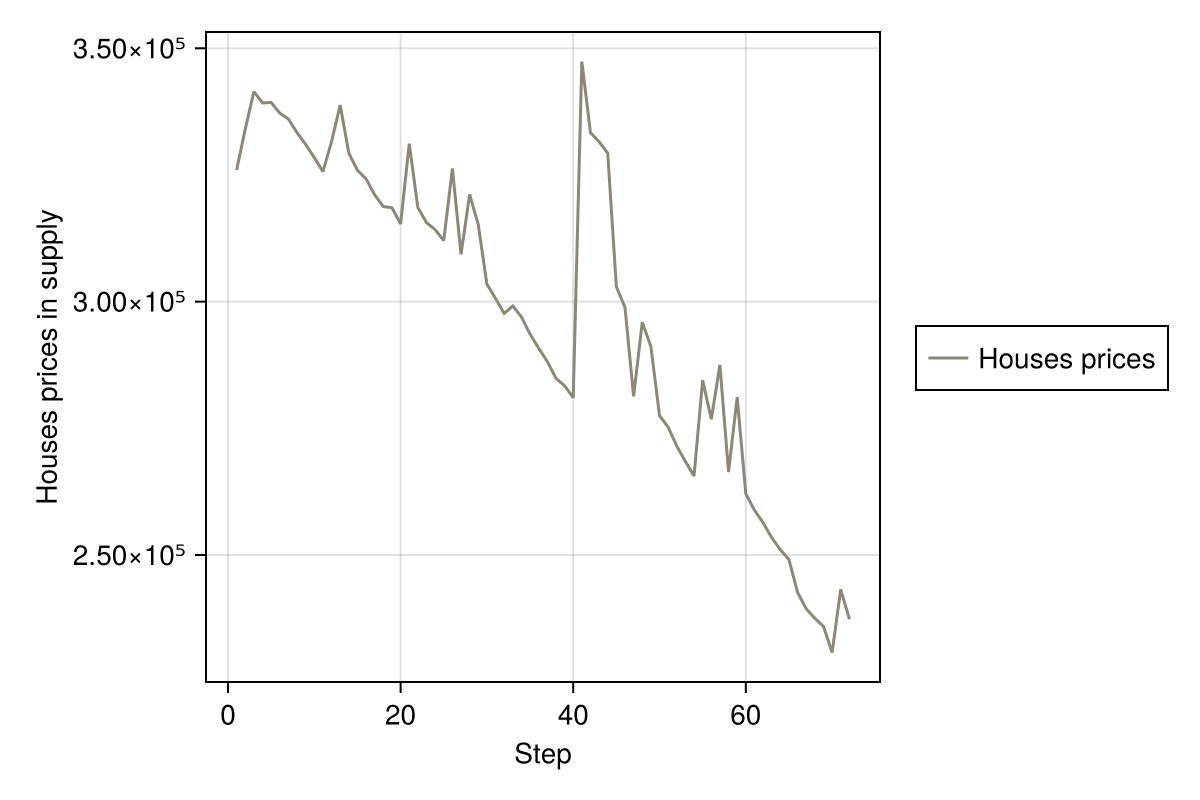 3.50×10⁵
3.00×10⁵
2.50×10⁵
Houses prices in supply
0 20 40 60
Step
Houses prices